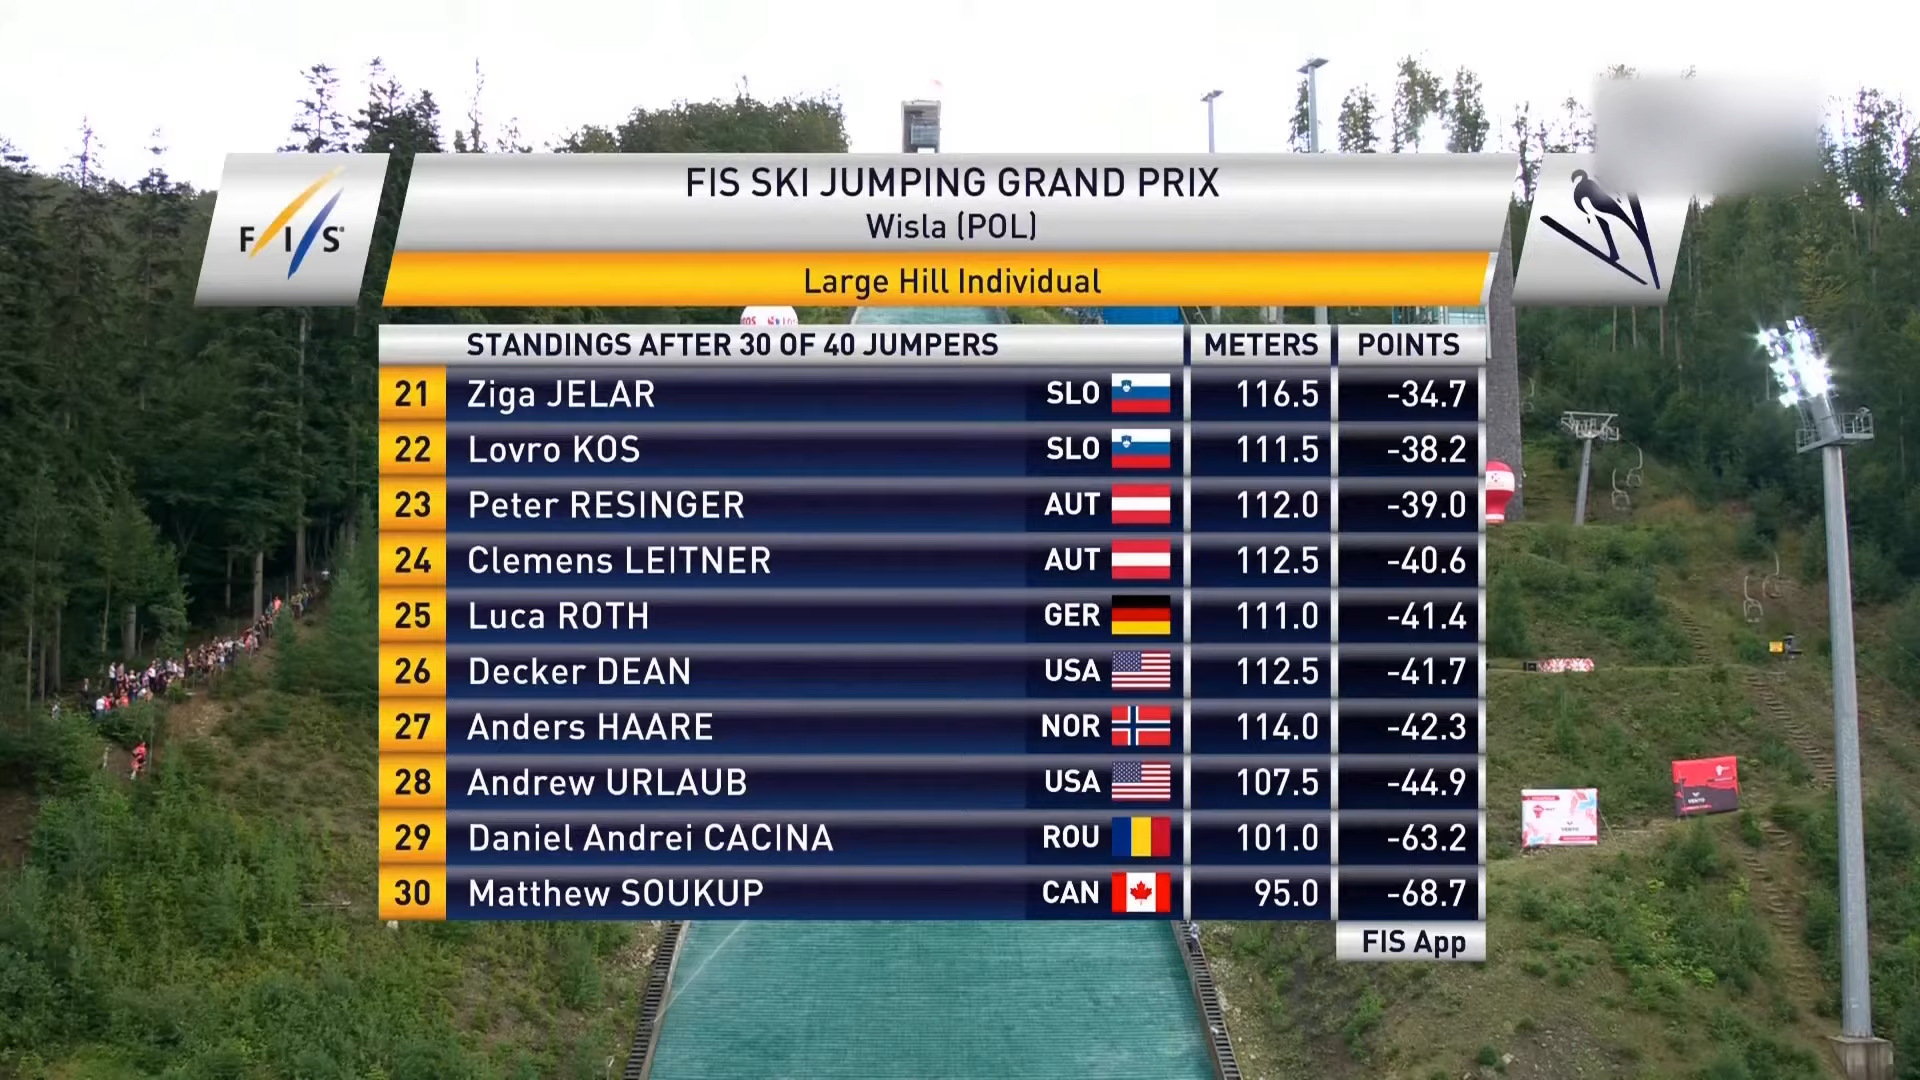 FIS
FIS SKI JUMPING GRAND PRIX
Wisla (POL)
Large Hill Individual
STANDINGS AFTER 30 OF 40 JUMPERS METERS POINTS
21 Ziga JELAR SLO 116.5 -34.7
22 Lovro KOS SLO 111.5 -38.2
23 Peter RESINGER AUT 112.0 -39.0
24 Clemens LEITNER AUT 112.5 -40.6
25 Luca ROTH GER 111.0 -41.4
26 Decker DEAN USA 112.5 -41.7
27 Anders HAARE NOR 114.0 -42.3
28 Andrew URLAUB USA 107.5 -44.9
29 Daniel Andrei CACINA ROU 101.0 -63.2
30 Matthew SOUKUP CAN 95.0 -68.7
FIS App